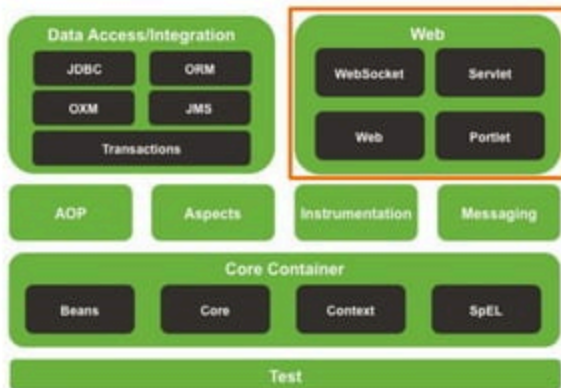 Data Access/Integration
JDBC
ORM
OXM
JMS
Transactions
Web
WebSocket
Servlet
Web
Portlet
AOP
Aspects
Instrumentation
Messaging
Core Container
Beans
Core
Context
SpEL
Test